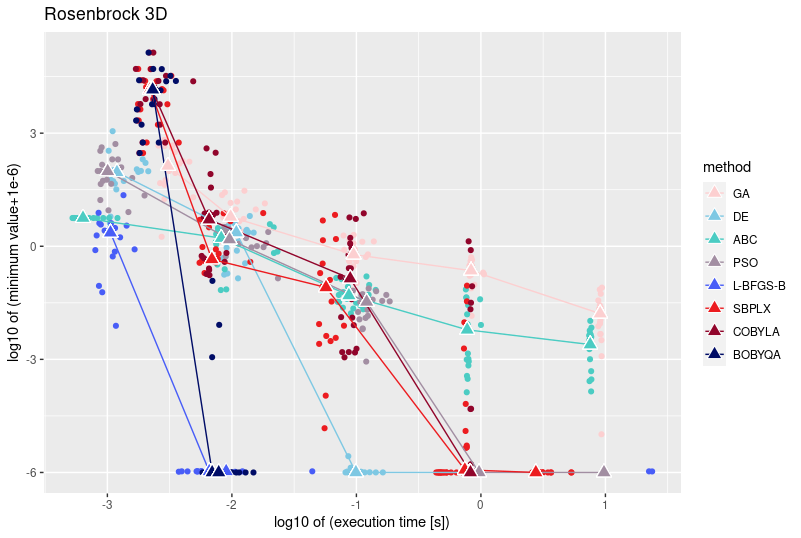 Rosenbrock 3D
log10 of (minimum value+1e-6)
3
0
-3
-6
-3
-2
-1
0
1
log10 of (execution time [s])
method
GA
DE
ABC
PSO
L-BFGS-B
SBPLX
COBYLA
BOBYQA